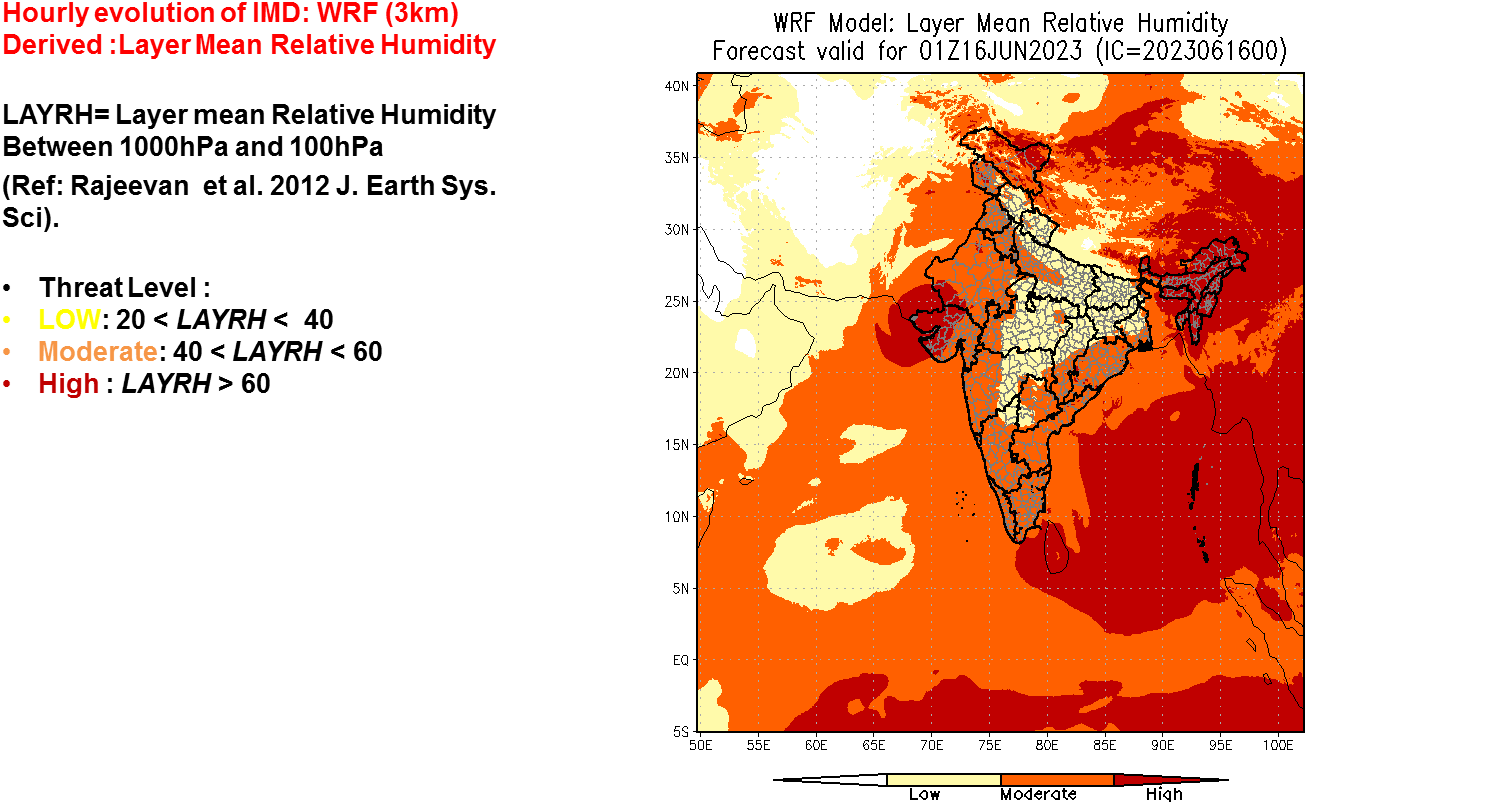 Hourly evolution of IMD: WRF (3km)
Derived :Layer Mean Relative Humidity
LAYRH= Layer mean Relative Humidity
Between 1000hPa and 100hPa
(Ref: Rajeevan et al. 2012 J. Earth Sys.
Sci).
• Threat Level :
• LOW: 20 < LAYRH < 40
• Moderate: 40 < LAYRH < 60
• High : LAYRH > 60
WRF Model: Layer Mean Relative Humidity
Forecast valid for 01Z16JUN2023 (IC=2023061600)
40N
35N
30N
25N
20N
15N
10N
5N
EQ
5S
50E 55E 60E 65E 70E 75E 80E 85E 90E 95E 100E
Low Moderate High